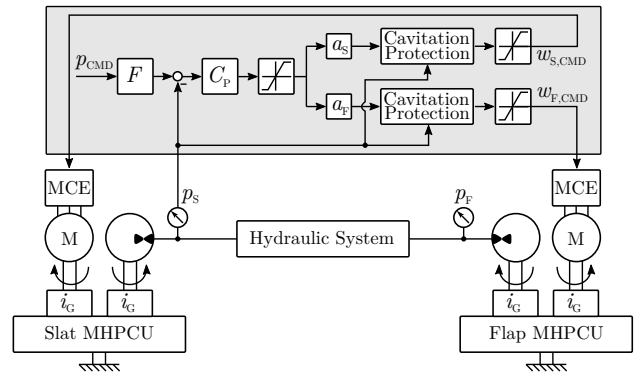 p_CMD
F
-
C_P
a_S
Cavitation
Protection
w_S,CMD
a_F
Cavitation
Protection
w_F,CMD
MCE
p_S
p_F
MCE
M
Hydraulic System
M
i_G
i_G
i_G
i_G
Slat MHPCU
Flap MHPCU